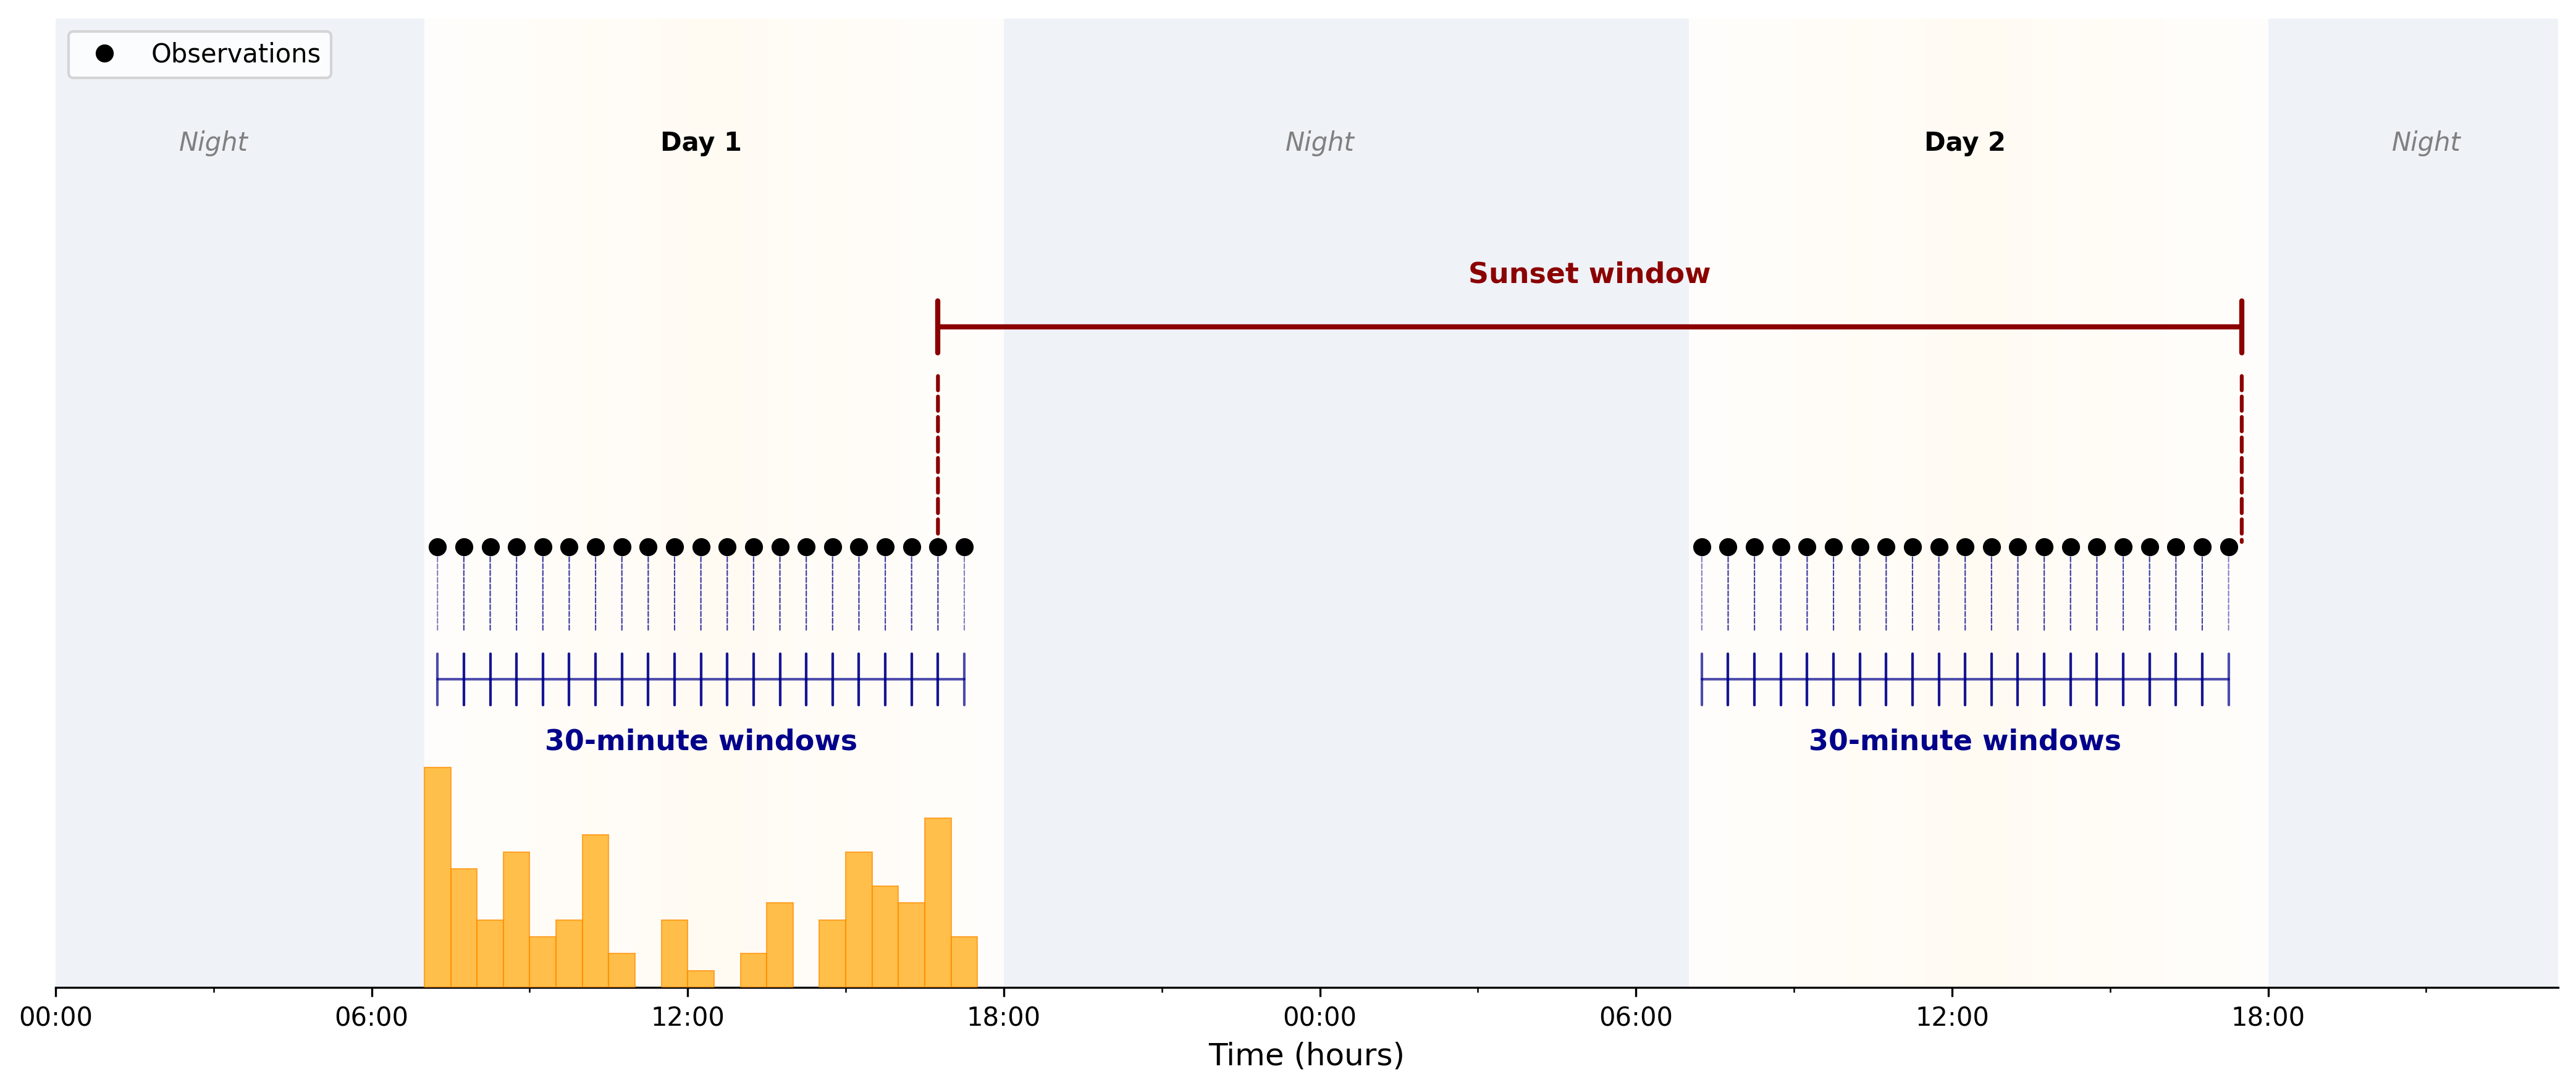 Observations
Night
Day 1
Night
Day 2
Night
Sunset window
30-minute windows
30-minute windows
00:00
06:00
12:00
18:00
00:00
06:00
12:00
18:00
Time (hours)